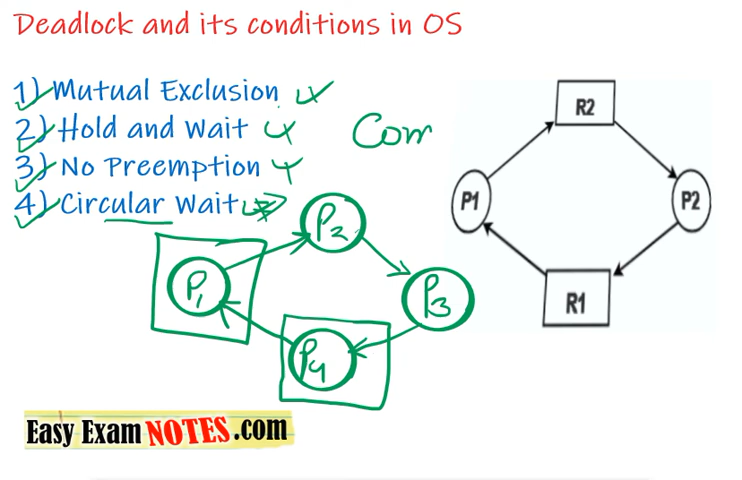 Deadlock and its conditions in OS
1) Mutual Exclusion
2) Hold and Wait
3) No Preemption
4) Circular Wait
Com
P1
P2
P3
P4
R2
P1
P2
R1
Easy Exam NOTES.com